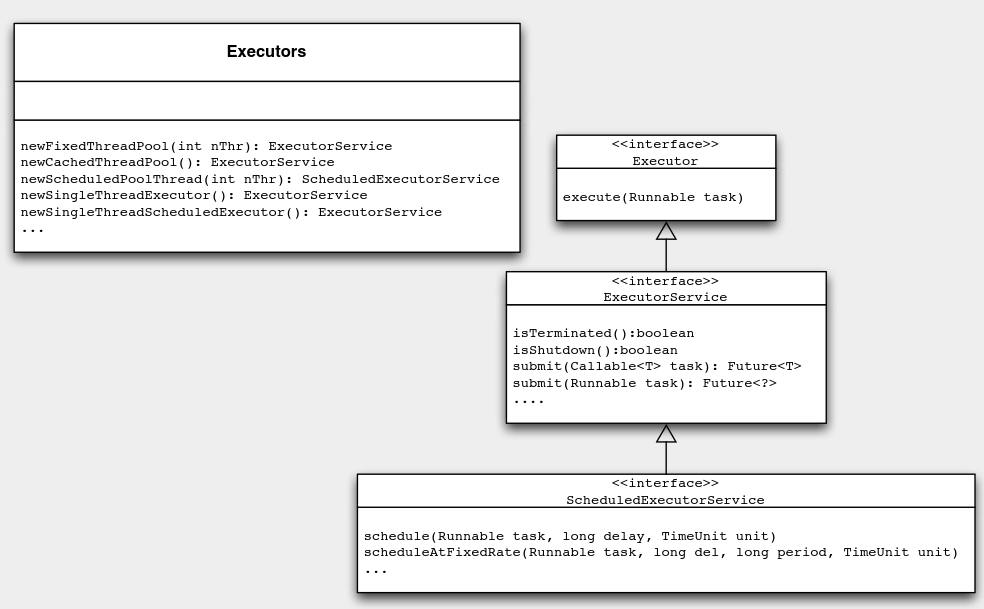 Executors
newFixedThreadPool(int nThr): ExecutorService
newCachedThreadPool(): ExecutorService
newScheduledPoolThread(int nThr): ScheduledExecutorService
newSingleThreadExecutor(): ExecutorService
newSingleThreadScheduledExecutor(): ExecutorService
...
<<interface>>
Executor
execute(Runnable task)
<<interface>>
ExecutorService
isTerminated():boolean
isShutdown():boolean
submit(Callable<T> task): Future<T>
submit(Runnable task): Future<?>
....
<<interface>>
ScheduledExecutorService
schedule(Runnable task, long delay, TimeUnit unit)
scheduleAtFixedRate(Runnable task, long del, long period, TimeUnit unit)
...